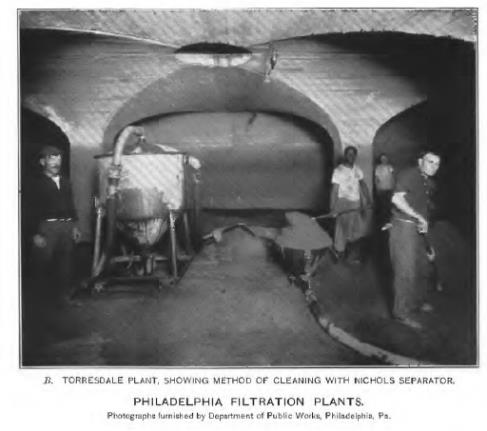 B. TORRESDALE PLANT, SHOWING METHOD OF CLEANING WITH NICHOLS SEPARATOR.
PHILADELPHIA FILTRATION PLANTS.
Photographs furnished by Department of Public Works, Philadelphia, Pa.